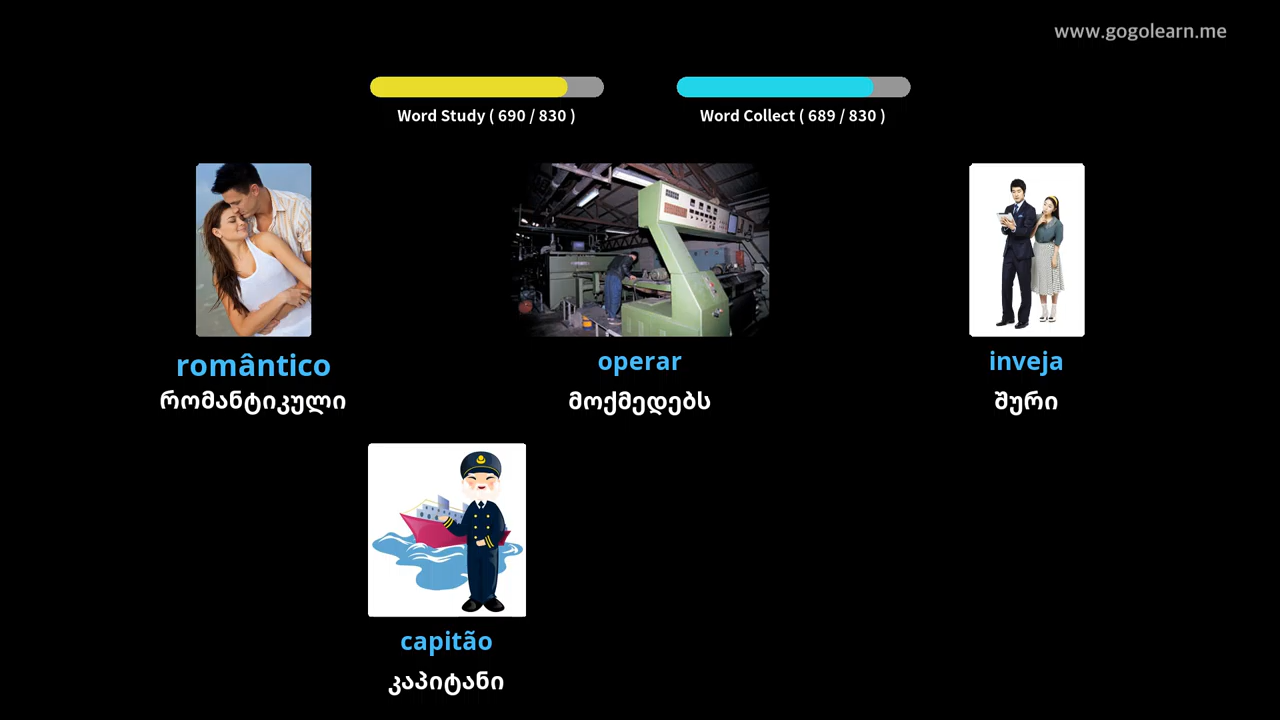 www.gogolearn.me
Word Study ( 690 / 830 )
Word Collect ( 689 / 830 )
romântico
operar
inveja
რომანტიკული
მოქმედებს
შური
capitão
კაპიტანი